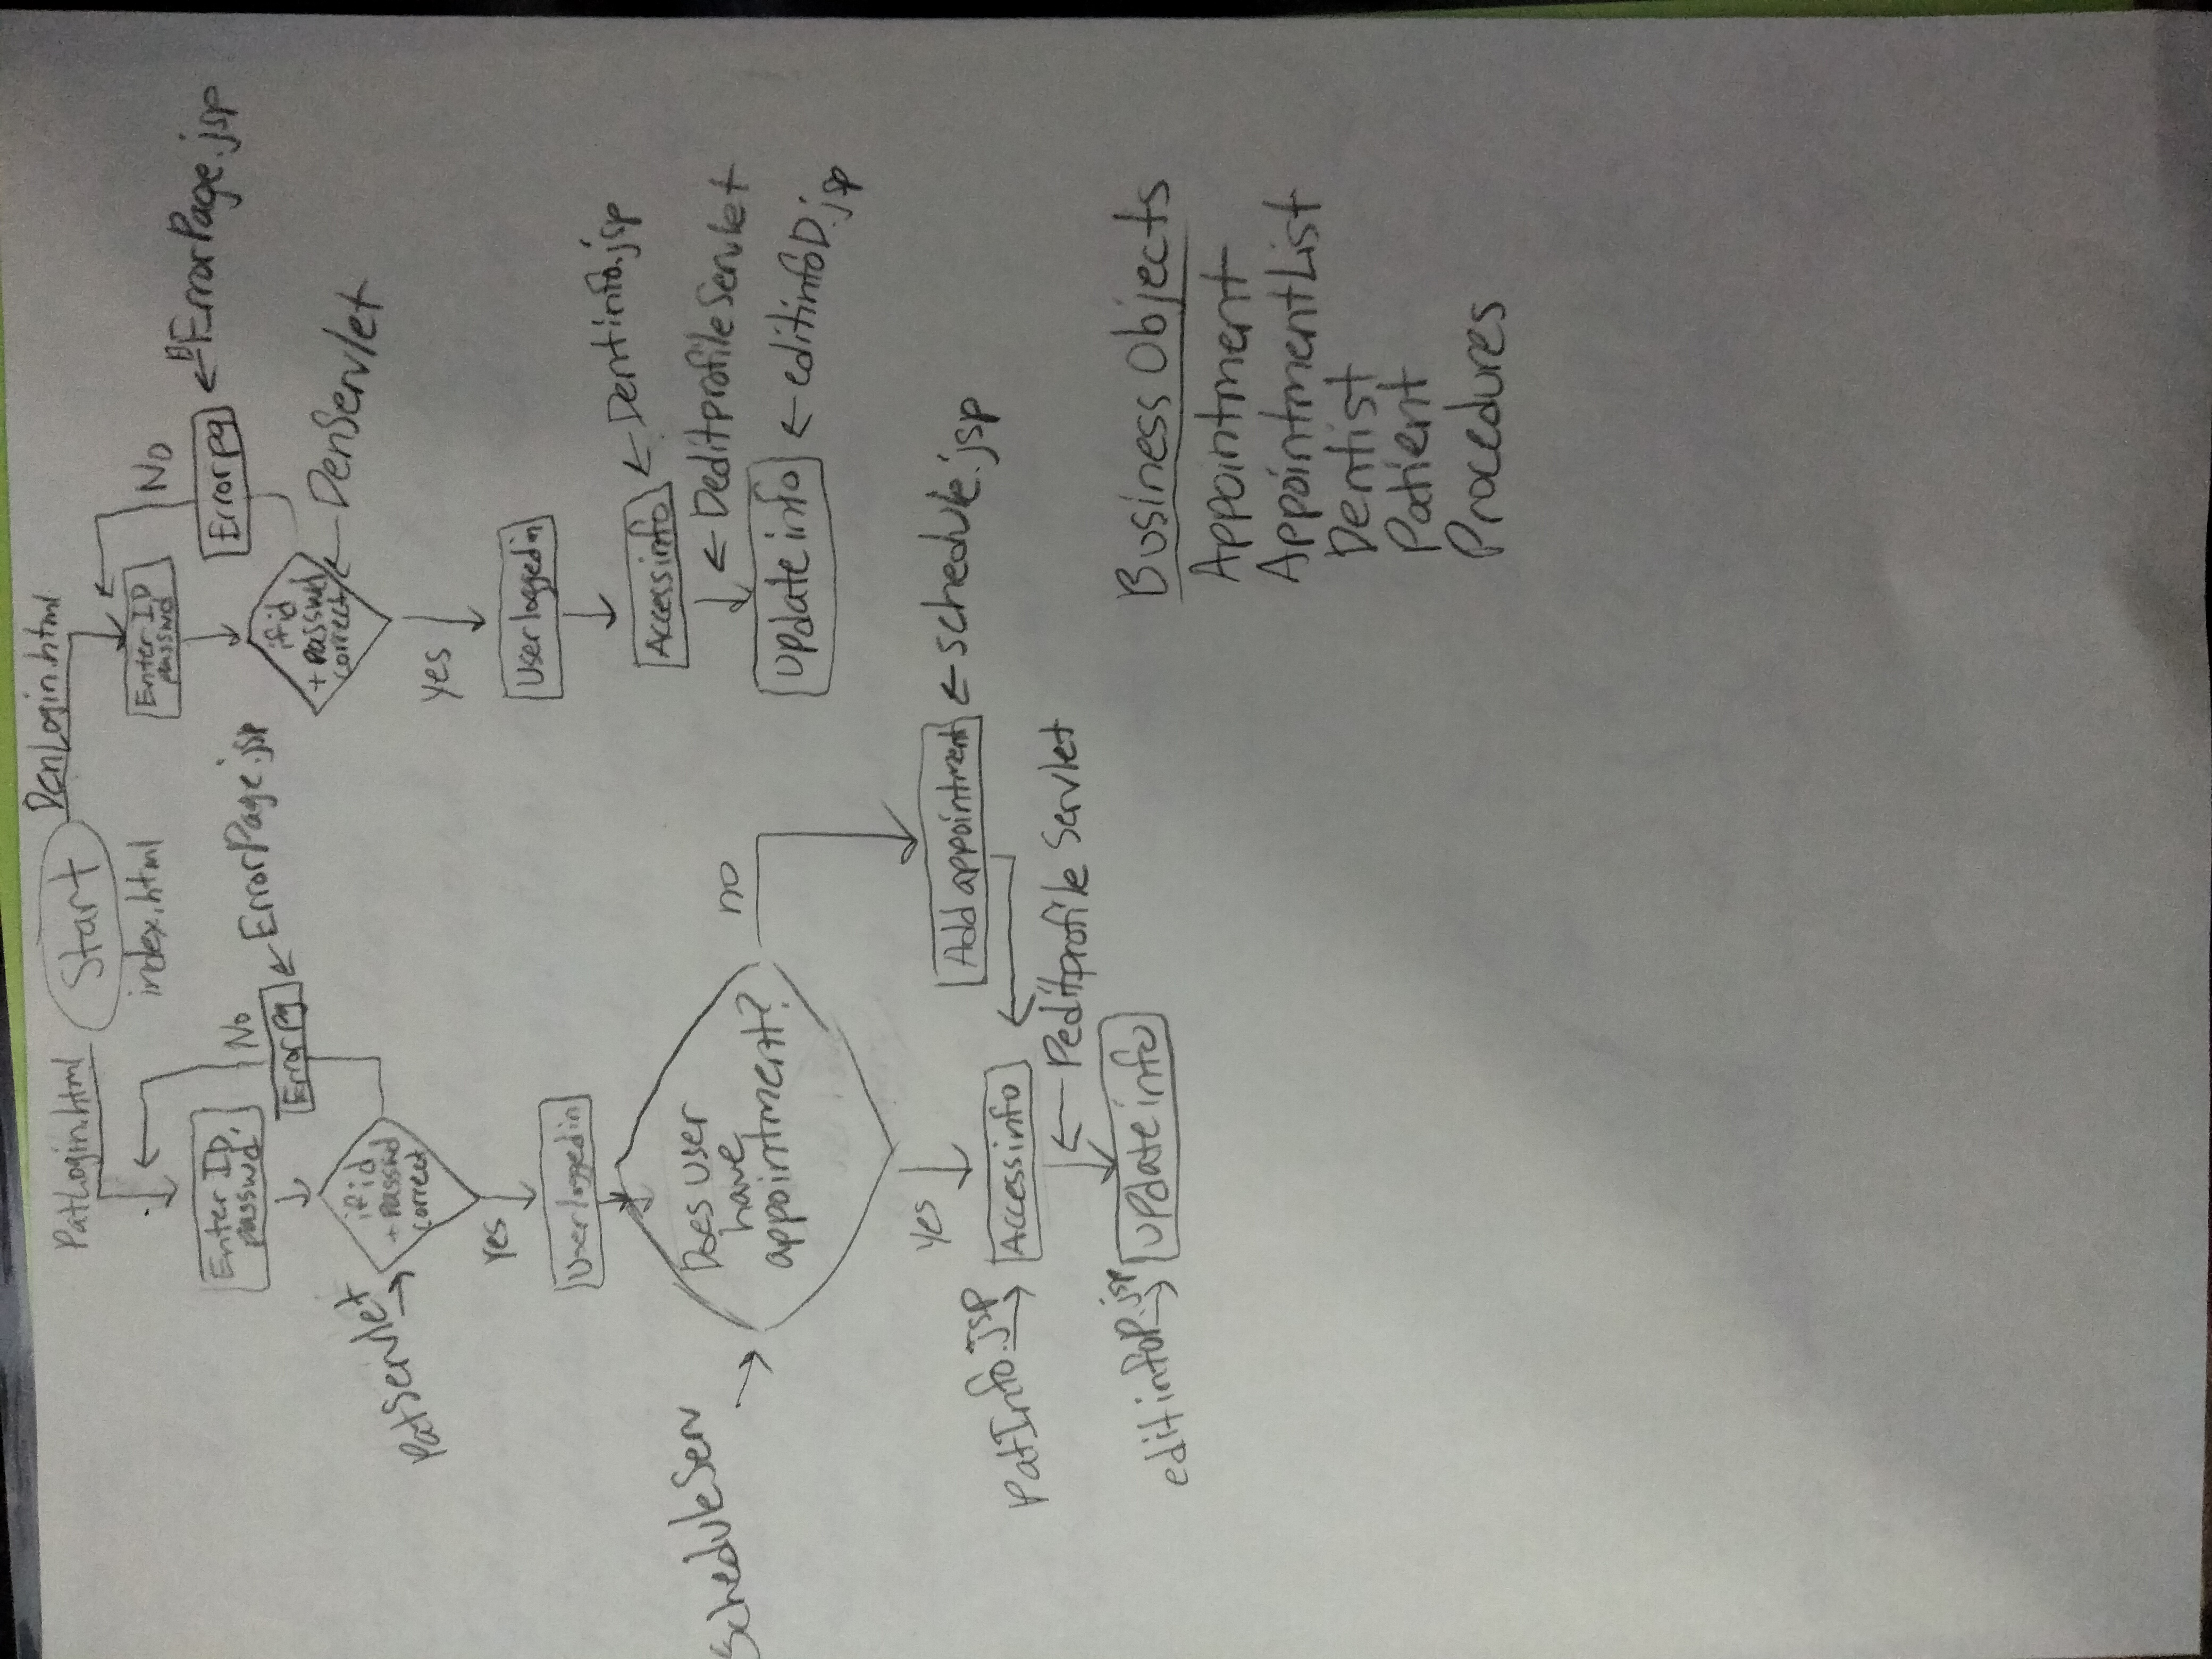 Start
index.html
PatLogin.html
Enter ID,
passwd
No
Error pg
ErrorPage.jsp
if id
+ passwd
correct
PatServlet
Yes
User logged in
Does user
have
appointment?
ScheduleServ
no
Add appointment
schedule.jsp
yes
Access info
PatInfo.jsp
PeditprofileServlet
Update info
editinfoP.jsp
DenLogin.html
Enter ID
passwd
No
Error pg
DErrorPage.jsp
if id
+ passwd
correct
DenServlet
Yes
User logged in
Access info
Dentinfo.jsp
DeditprofileServlet
Update info
editinfoD.jsp
Business Objects
Appointment
AppointmentList
Dentist
Patient
Procedures